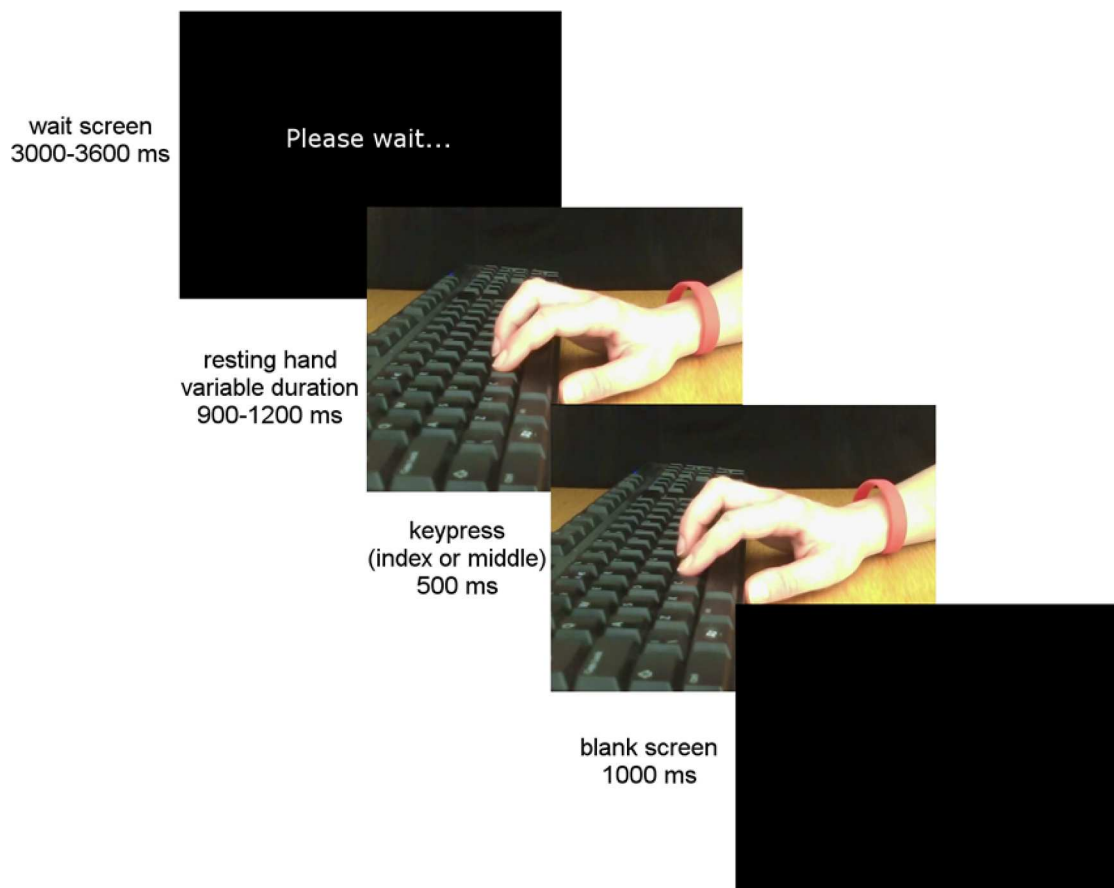 wait screen
3000-3600 ms
Please wait...
resting hand
variable duration
900-1200 ms
keypress
(index or middle)
500 ms
blank screen
1000 ms